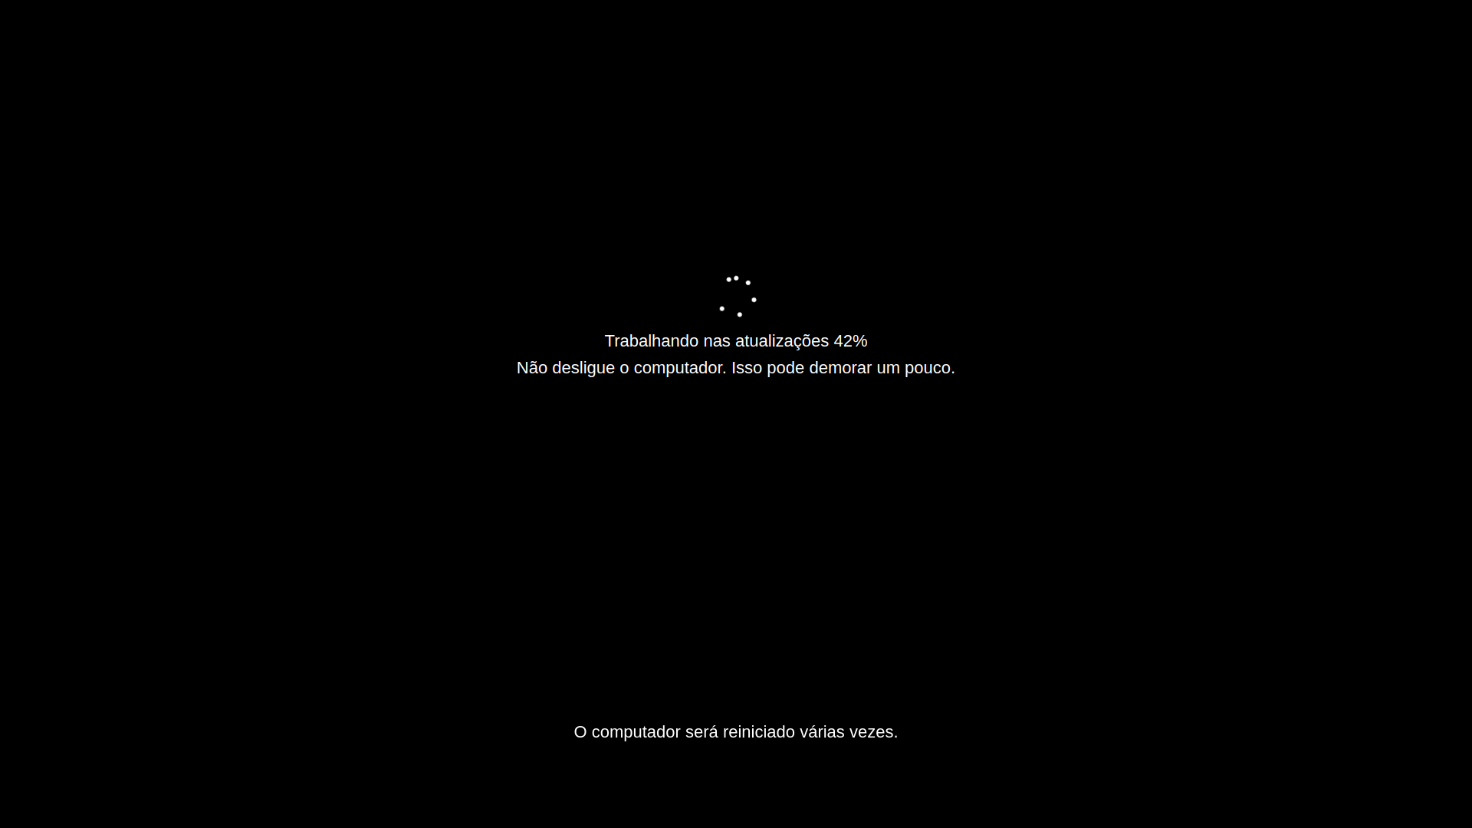 Trabalhando nas atualizações 42%
Não desligue o computador. Isso pode demorar um pouco.
O computador será reiniciado várias vezes.